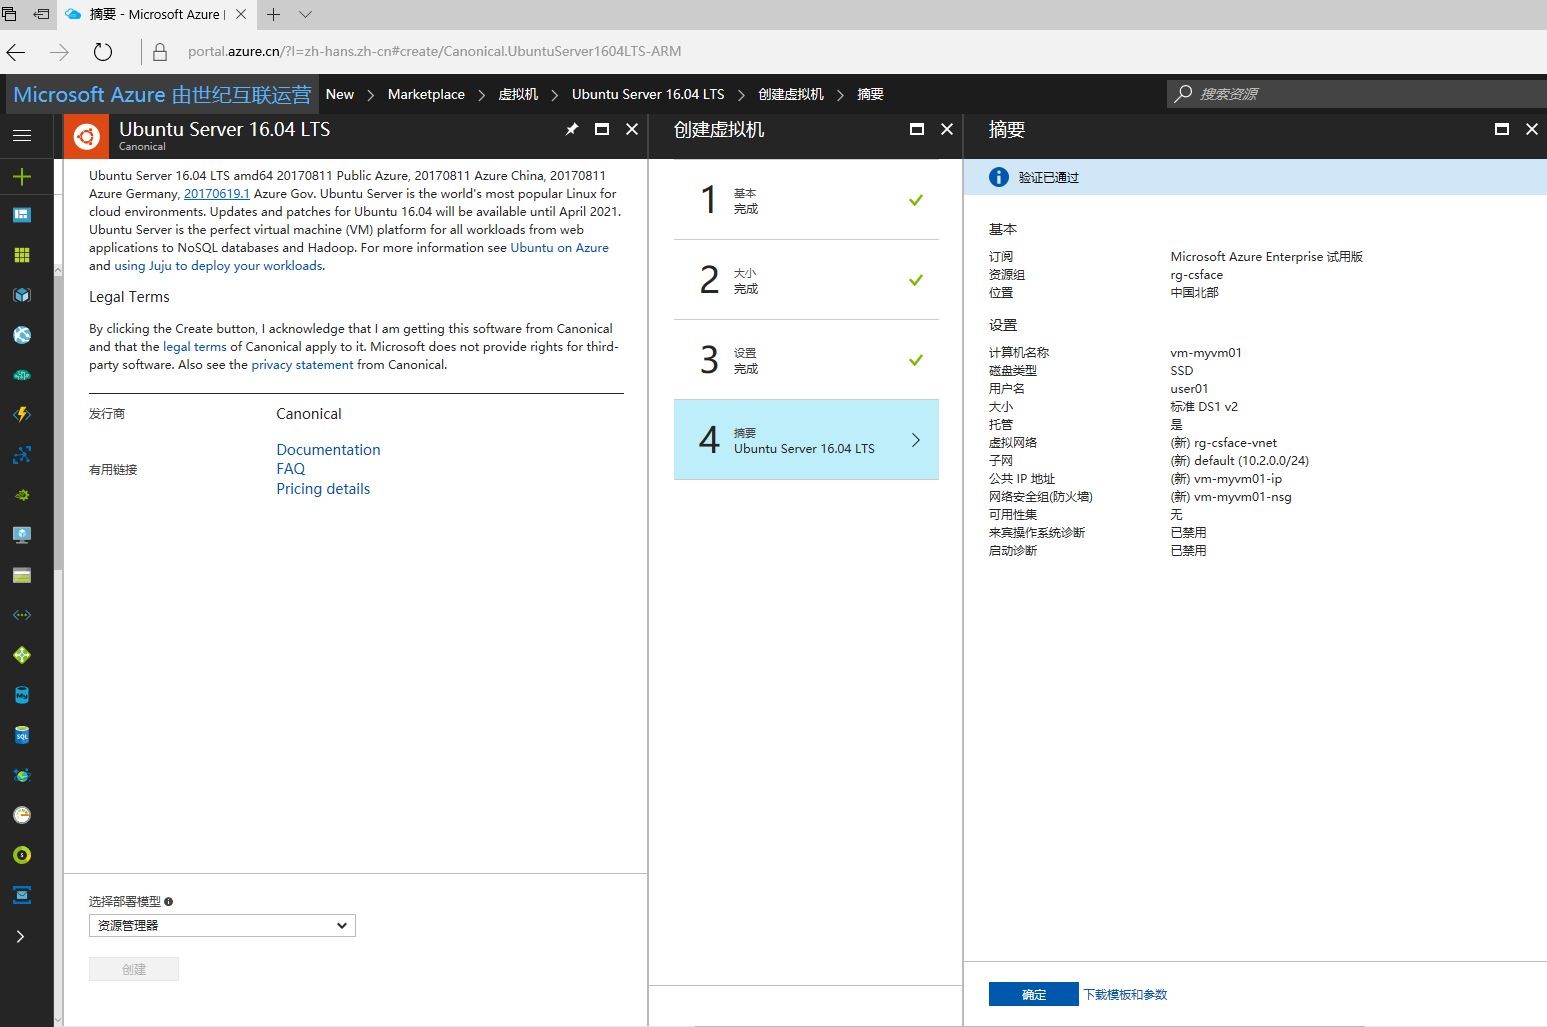 摘要 - Microsoft Azure |
portal.azure.cn/?l=zh-hans.zh-cn#create/Canonical.UbuntuServer1604LTS-ARM
Microsoft Azure 由世纪互联运营 New > Marketplace > 虚拟机 > Ubuntu Server 16.04 LTS > 创建虚拟机 > 摘要
搜索资源
Ubuntu Server 16.04 LTS
Canonical
Ubuntu Server 16.04 LTS amd64 20170811 Public Azure, 20170811 Azure China, 20170811
Azure Germany, 20170619.1 Azure Gov. Ubuntu Server is the world's most popular Linux for
cloud environments. Updates and patches for Ubuntu 16.04 will be available until April 2021.
Ubuntu Server is the perfect virtual machine (VM) platform for all workloads from web
applications to NoSQL databases and Hadoop. For more information see Ubuntu on Azure
and using Juju to deploy your workloads.
Legal Terms
By clicking the Create button, I acknowledge that I am getting this software from Canonical
and that the legal terms of Canonical apply to it. Microsoft does not provide rights for third-
party software. Also see the privacy statement from Canonical.
发行商 Canonical
有用链接
Documentation
FAQ
Pricing details
选择部署模型
资源管理器
创建
创建虚拟机
1 基本
完成
2 大小
完成
3 设置
完成
4 摘要
Ubuntu Server 16.04 LTS
摘要
验证已通过
基本
订阅 Microsoft Azure Enterprise 试用版
资源组 rg-csface
位置 中国北部
设置
计算机名称 vm-myvm01
磁盘类型 SSD
用户名 user01
大小 标准 DS1 v2
托管 是
虚拟网络 (新) rg-csface-vnet
子网 (新) default (10.2.0.0/24)
公共 IP 地址 (新) vm-myvm01-ip
网络安全组(防火墙) (新) vm-myvm01-nsg
可用性集 无
来宾操作系统诊断 已禁用
启动诊断 已禁用
确定 下载模板和参数